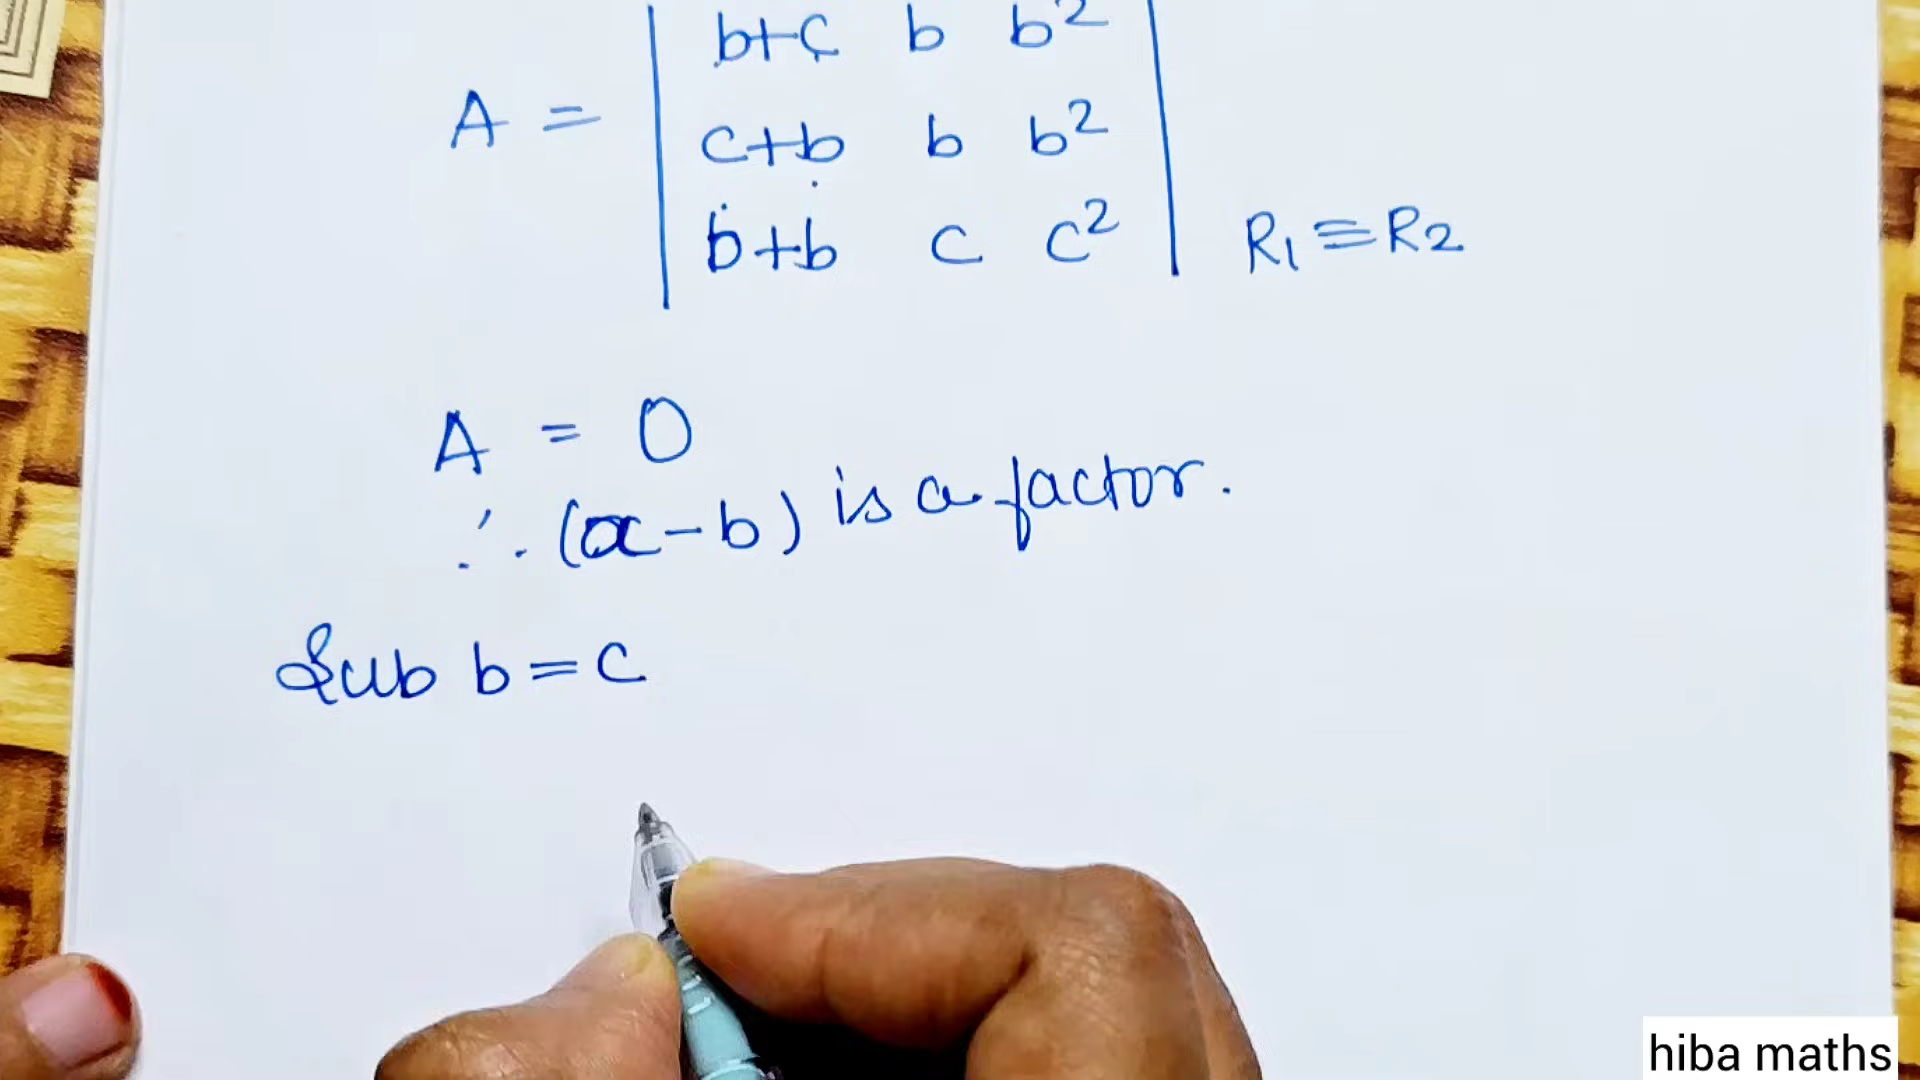 b+c b b²
A = c+b b b²
b+b c c² R₁ ≡ R₂
A = 0
∴ (a-b) is a factor.
Sub b = c
hiba maths